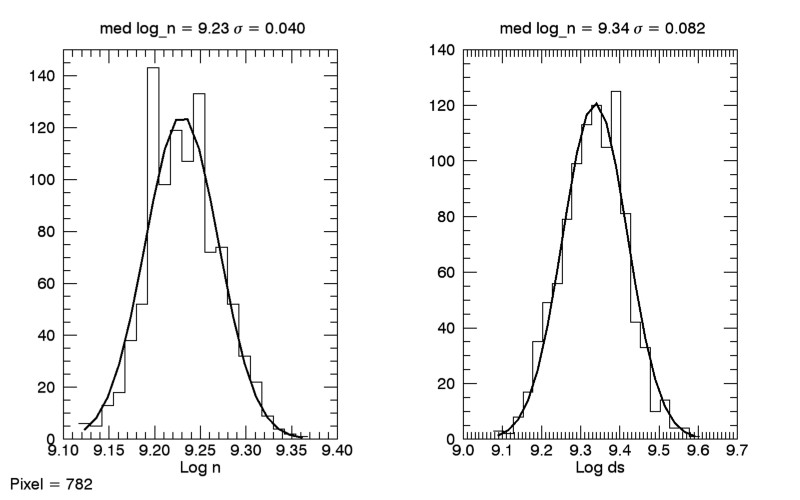 med log_n = 9.23 σ = 0.040
med log_n = 9.34 σ = 0.082
140
120
100
80
60
40
20
0
9.10 9.15 9.20 9.25 9.30 9.35 9.40
Log n
140
120
100
80
60
40
20
0
9.0 9.1 9.2 9.3 9.4 9.5 9.6 9.7
Log ds
Pixel = 782